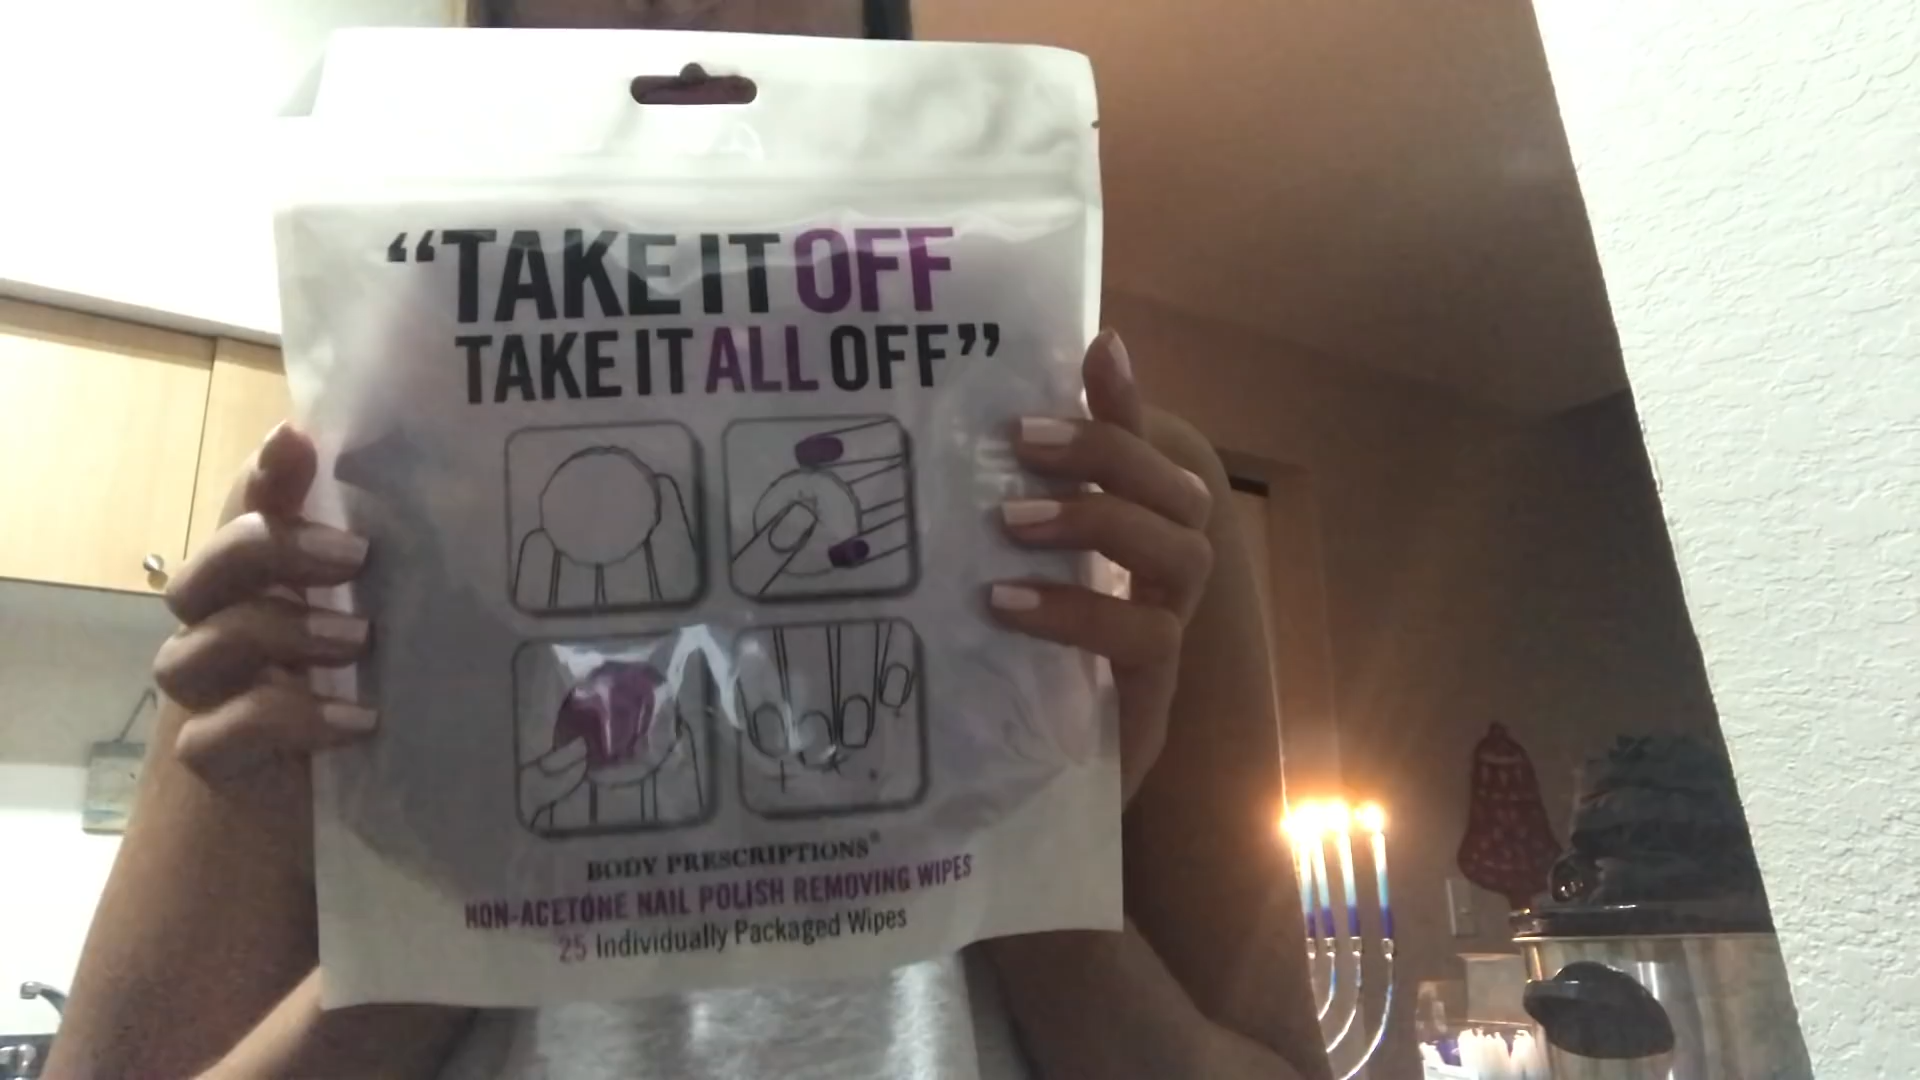 “TAKE IT OFF
TAKE IT ALL OFF”
BODY PRESCRIPTIONS®
NON-ACETONE NAIL POLISH REMOVING WIPES
25 Individually Packaged Wipes